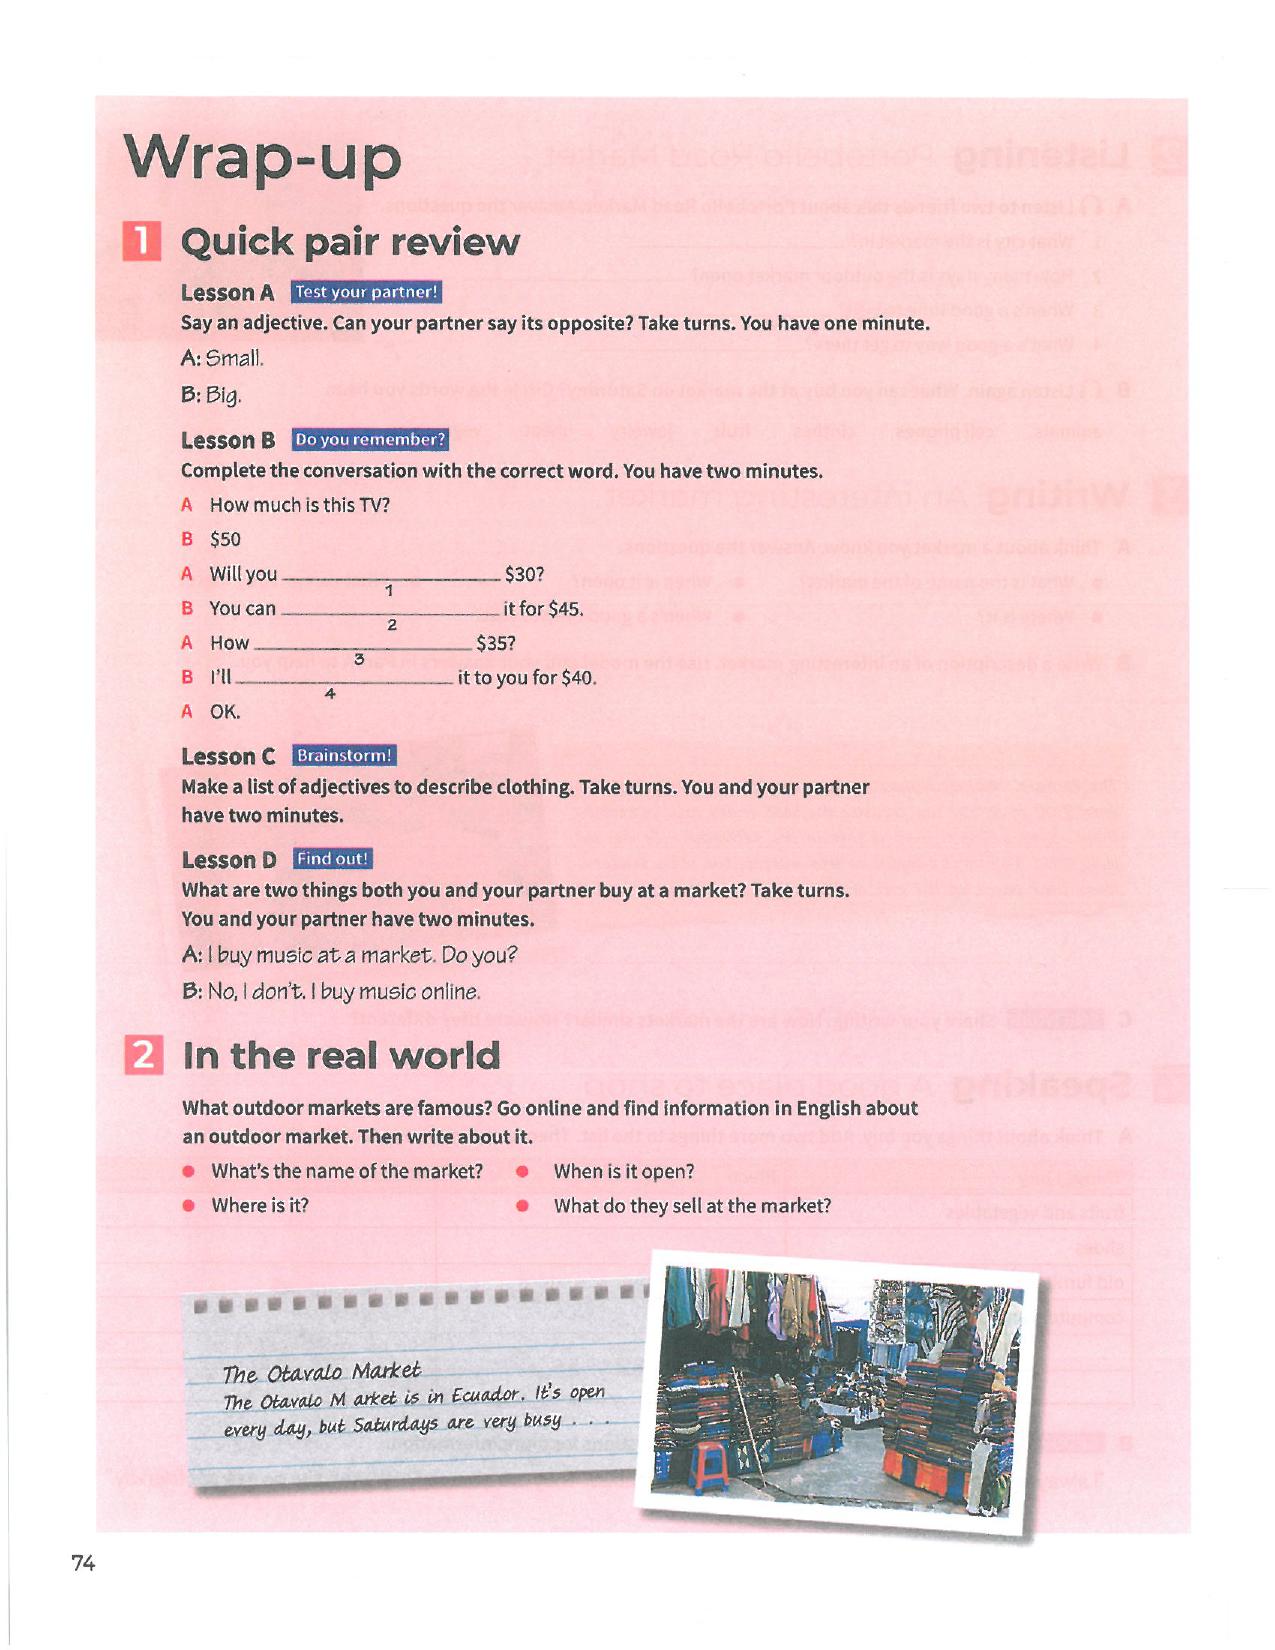 Wrap-up
1 Quick pair review
Lesson A Test your partner!
Say an adjective. Can your partner say its opposite? Take turns. You have one minute.
A: Small.
B: Big.
Lesson B Do you remember?
Complete the conversation with the correct word. You have two minutes.
A How much is this TV?
B $50
A Will you ____ $30?
1
B You can ____ it for $45.
2
A How ____ $35?
3
B I'll ____ it to you for $40.
4
A OK.
Lesson C Brainstorm!
Make a list of adjectives to describe clothing. Take turns. You and your partner
have two minutes.
Lesson D Find out!
What are two things both you and your partner buy at a market? Take turns.
You and your partner have two minutes.
A: I buy music at a market. Do you?
B: No, I don't. I buy music online.
2 In the real world
What outdoor markets are famous? Go online and find information in English about
an outdoor market. Then write about it.
• What's the name of the market? • When is it open?
• Where is it? • What do they sell at the market?
The Otavalo Market
The Otavalo M arket is in Ecuador. It's open
every day, but Saturdays are very busy . . .
74